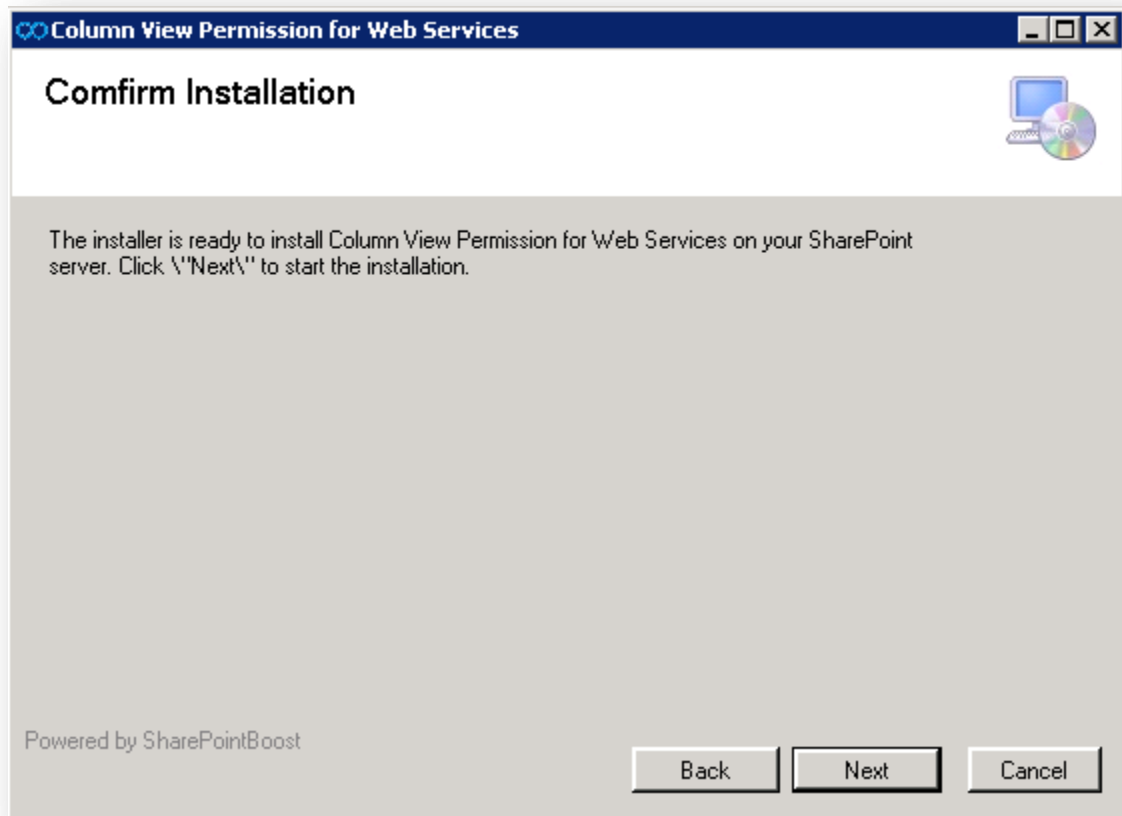 Column View Permission for Web Services
Comfirm Installation
The installer is ready to install Column View Permission for Web Services on your SharePoint
server. Click \"Next\" to start the installation.
Powered by SharePointBoost
Back
Next
Cancel